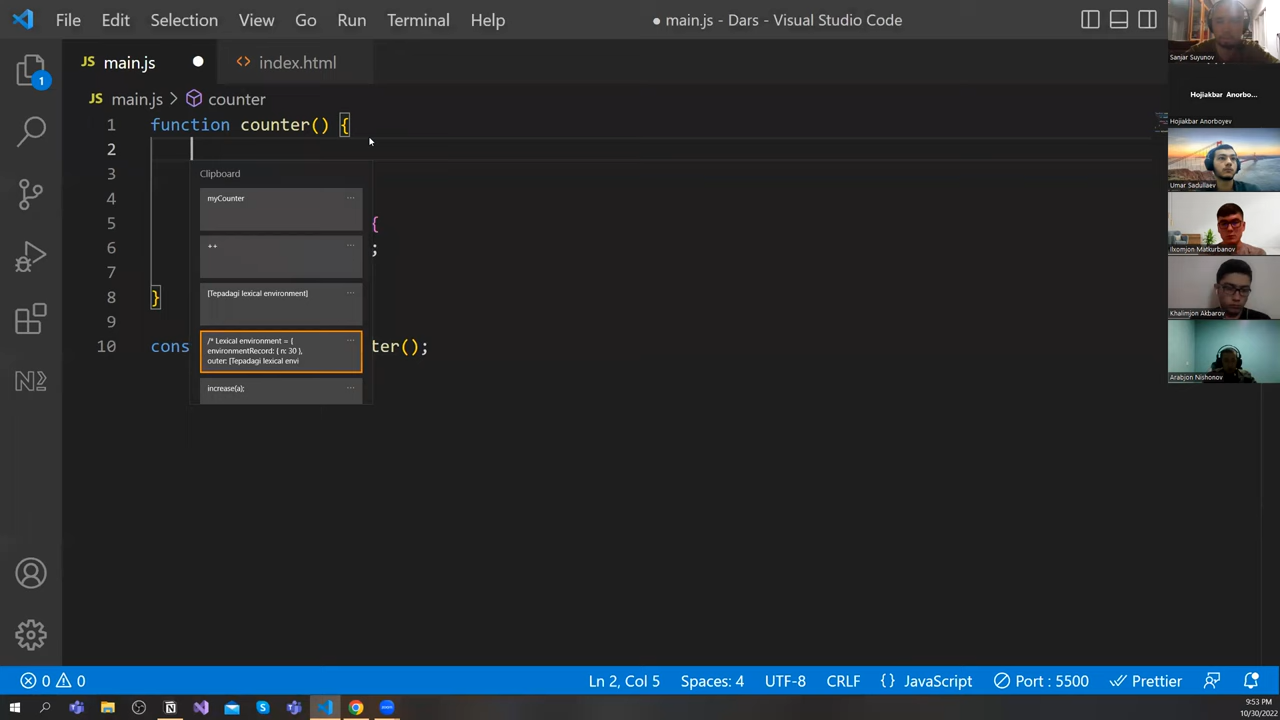 File Edit Selection View Go Run Terminal Help
● main.js - Dars - Visual Studio Code
JS main.js ●
<> index.html
JS main.js > counter
1 function counter() {
2
3
4
5 {
6 ;
7
8 }
9
10 cons ter();
Clipboard
myCounter ...
++ ...
[Tepadagi lexical environment] ...
/* Lexical environment = { ...
environmentRecord: { n: 30 },
outer: [Tepadagi lexical envi
increase(a); ...
1
Sanjar Suyunov
Hojiakbar Anorbo...
Hojiakbar Anorboyev
Umar Sadullaev
Ilxomjon Matkurbanov
Khalimjon Akbarov
Arabjon Nishonov
0 0 Ln 2, Col 5 Spaces: 4 UTF-8 CRLF {} JavaScript Port : 5500 Prettier
9:53 PM
10/30/2022